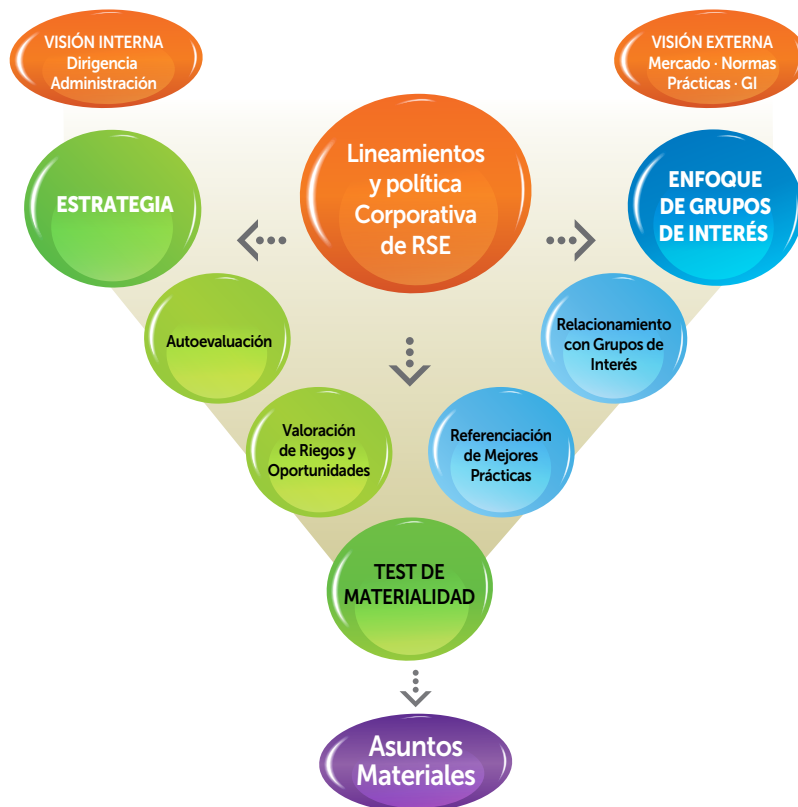 VISIÓN INTERNA
Dirigencia
Administración
VISIÓN EXTERNA
Mercado · Normas
Prácticas · GI
Lineamientos
y política
Corporativa
de RSE
ESTRATEGIA
ENFOQUE
DE GRUPOS
DE INTERÉS
Autoevaluación
Relacionamiento
con Grupos de
Interés
Valoración
de Riegos y
Oportunidades
Referenciación
de Mejores
Prácticas
TEST DE
MATERIALIDAD
Asuntos
Materiales